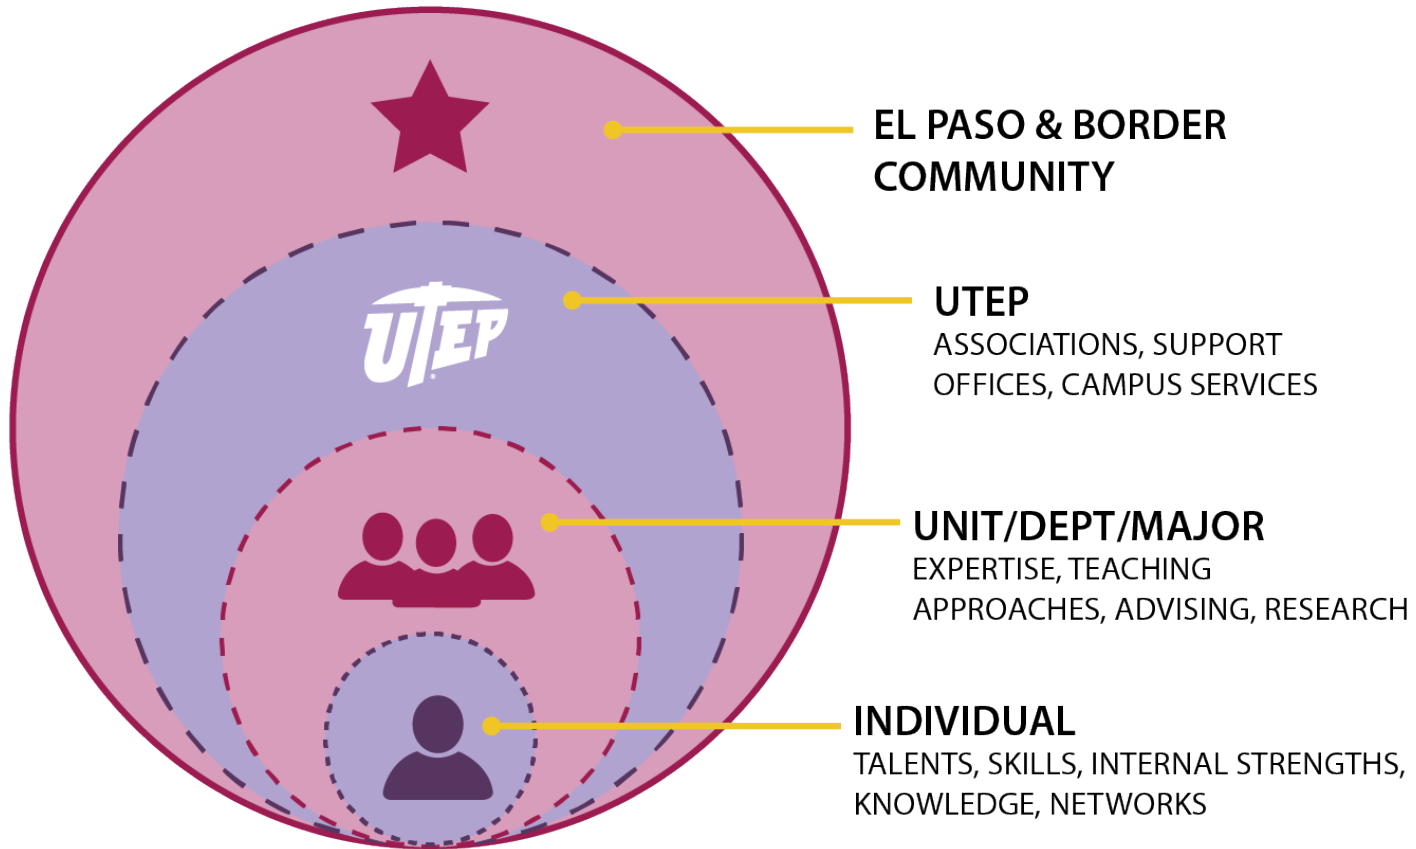 EL PASO & BORDER
COMMUNITY
UTEP
UTEP
ASSOCIATIONS, SUPPORT
OFFICES, CAMPUS SERVICES
UNIT/DEPT/MAJOR
EXPERTISE, TEACHING
APPROACHES, ADVISING, RESEARCH
INDIVIDUAL
TALENTS, SKILLS, INTERNAL STRENGTHS,
KNOWLEDGE, NETWORKS